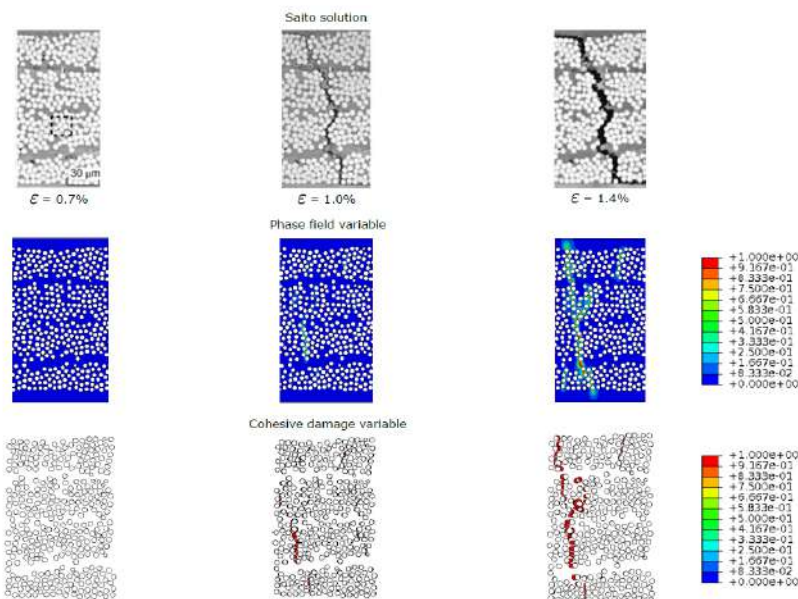 Saito solution
30 μm
Ɛ = 0.7%
Ɛ = 1.0%
Ɛ = 1.4%
Phase field variable
+1.000e+00
+9.167e-01
+8.333e-01
+7.500e-01
+6.667e-01
+5.833e-01
+5.000e-01
+4.167e-01
+3.333e-01
+2.500e-01
+1.667e-01
+8.333e-02
+0.000e+00
Cohesive damage variable
+1.000e+00
+9.167e-01
+8.333e-01
+7.500e-01
+6.667e-01
+5.833e-01
+5.000e-01
+4.167e-01
+3.333e-01
+2.500e-01
+1.667e-01
+8.333e-02
+0.000e+00